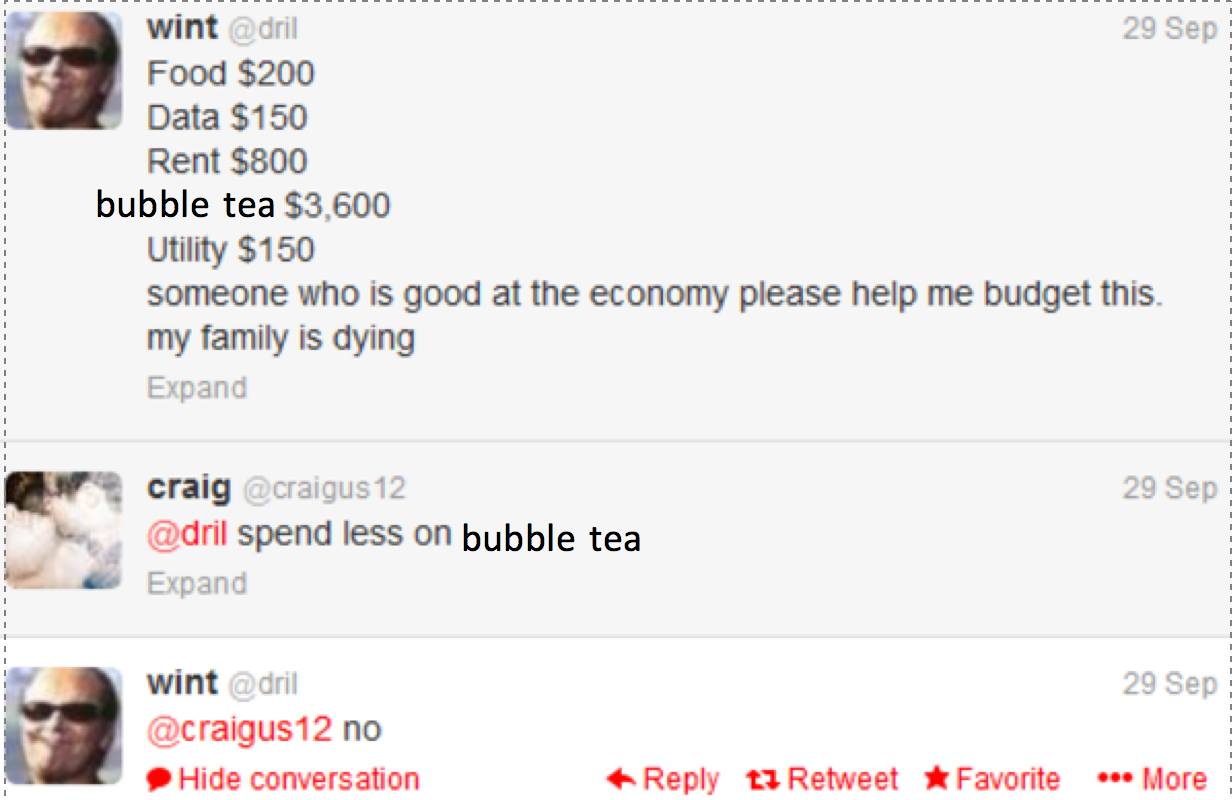 wint @dril 29 Sep
Food $200
Data $150
Rent $800
bubble tea $3,600
Utility $150
someone who is good at the economy please help me budget this.
my family is dying
Expand
craig @craigus12 29 Sep
@dril spend less on bubble tea
Expand
wint @dril 29 Sep
@craigus12 no
Hide conversation Reply Retweet Favorite More